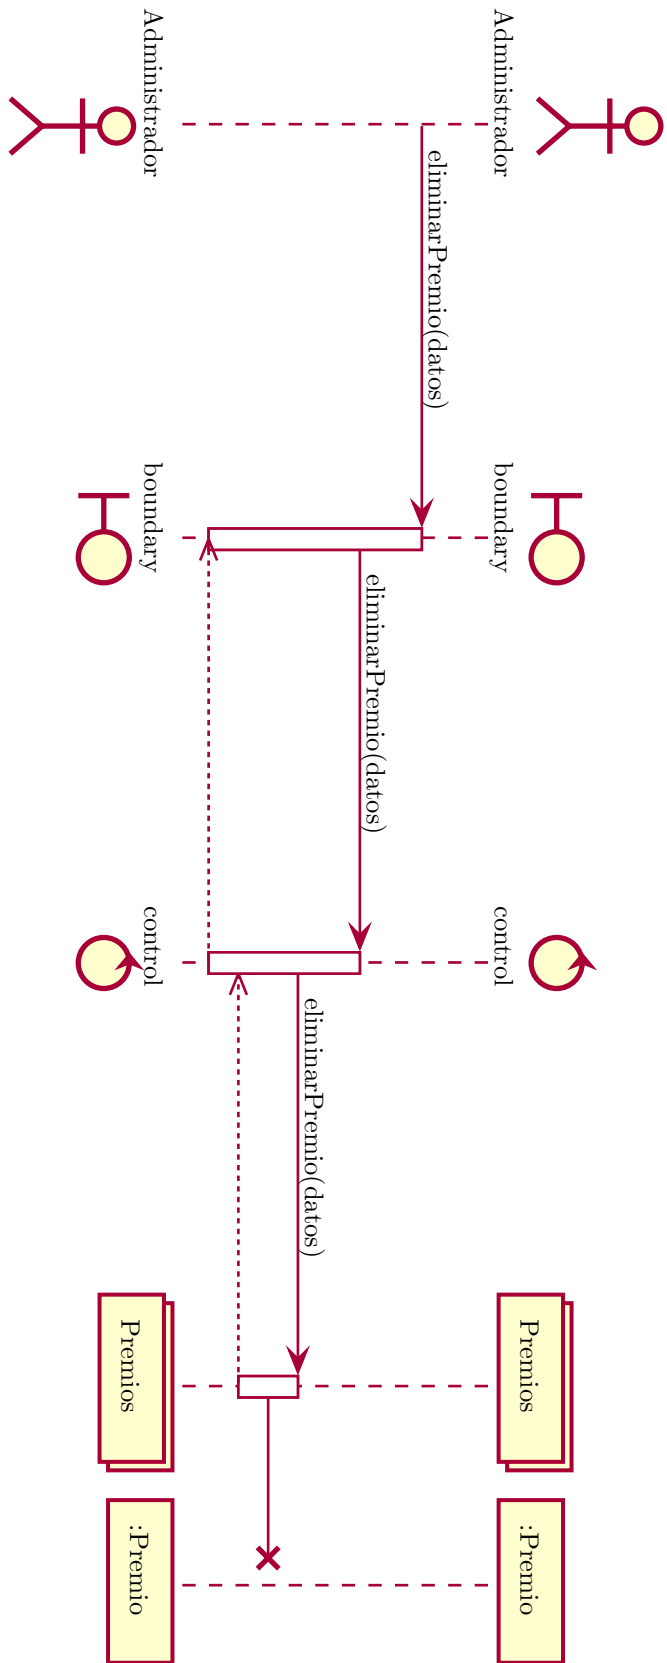 Administrador
boundary
control
Premios
:Premio
eliminarPremio(datos)
eliminarPremio(datos)
eliminarPremio(datos)
Administrador
boundary
control
Premios
:Premio